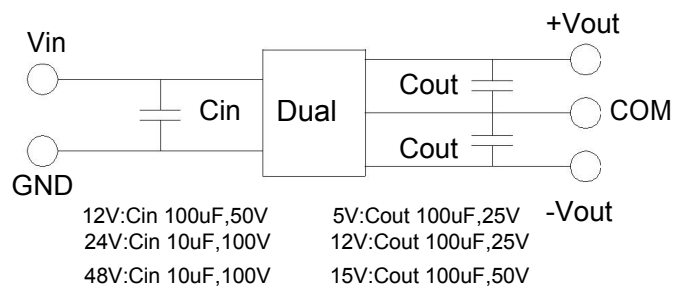 +Vout
Vin
Cout
Cin
Dual
COM
Cout
GND
-Vout
12V:Cin 100uF,50V 5V:Cout 100uF,25V
24V:Cin 10uF,100V 12V:Cout 100uF,25V
48V:Cin 10uF,100V 15V:Cout 100uF,50V